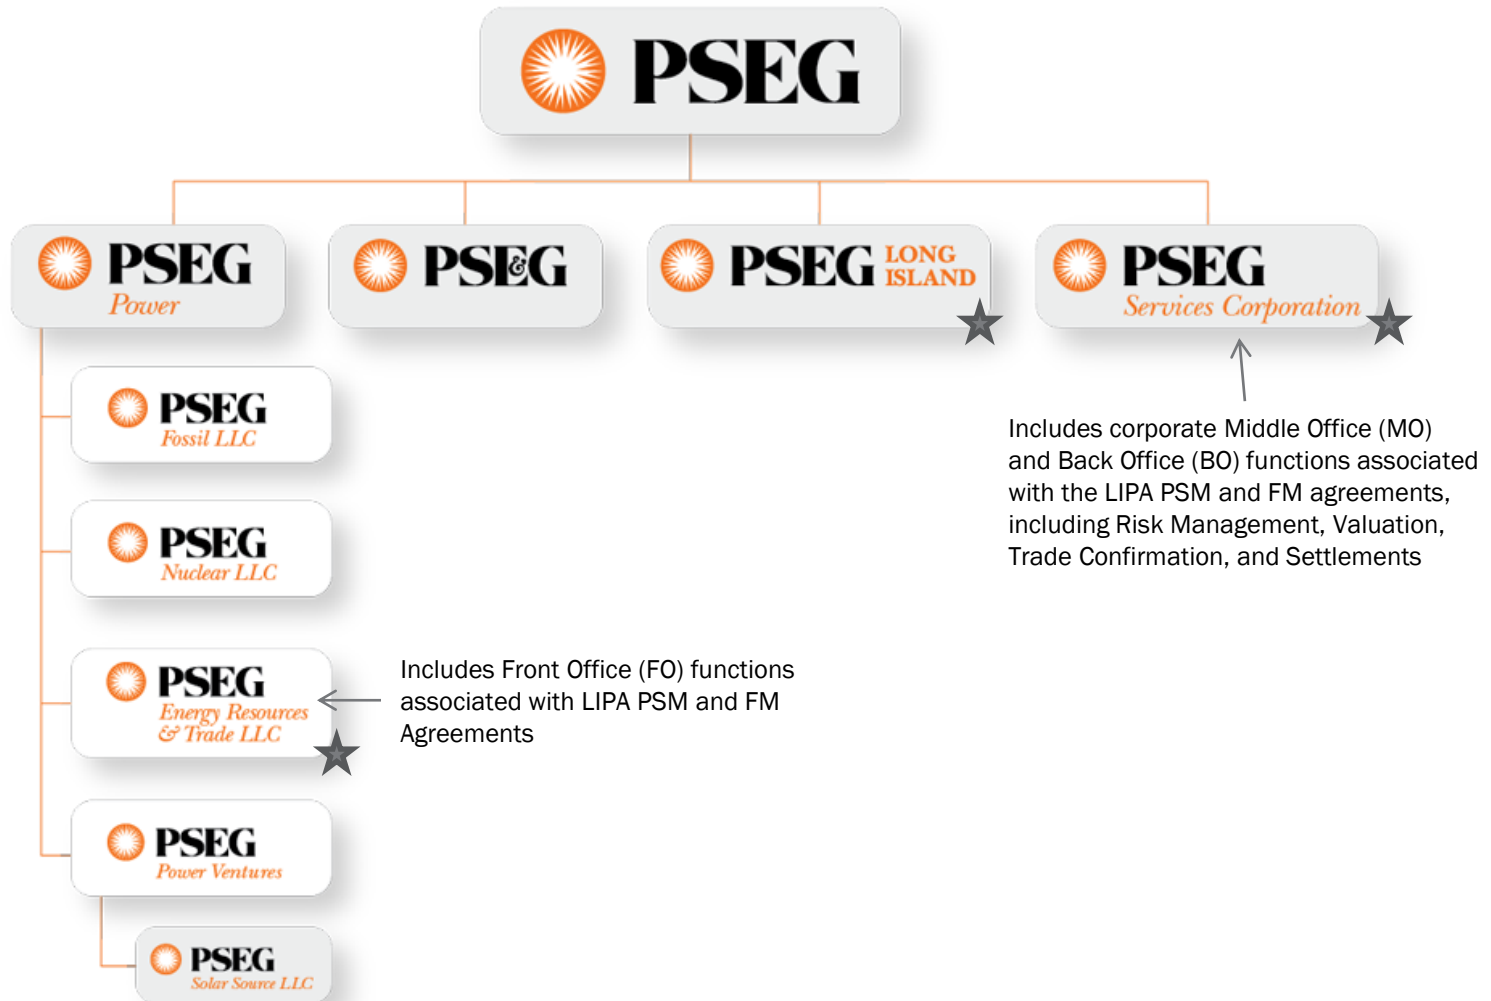 PSEG
PSEG
Power
PSE&G
PSEG LONG ISLAND
PSEG
Services Corporation
PSEG
Fossil LLC
Includes corporate Middle Office (MO)
and Back Office (BO) functions associated
with the LIPA PSM and FM agreements,
including Risk Management, Valuation,
Trade Confirmation, and Settlements
PSEG
Nuclear LLC
PSEG
Energy Resources
& Trade LLC
Includes Front Office (FO) functions
associated with LIPA PSM and FM
Agreements
PSEG
Power Ventures
PSEG
Solar Source LLC